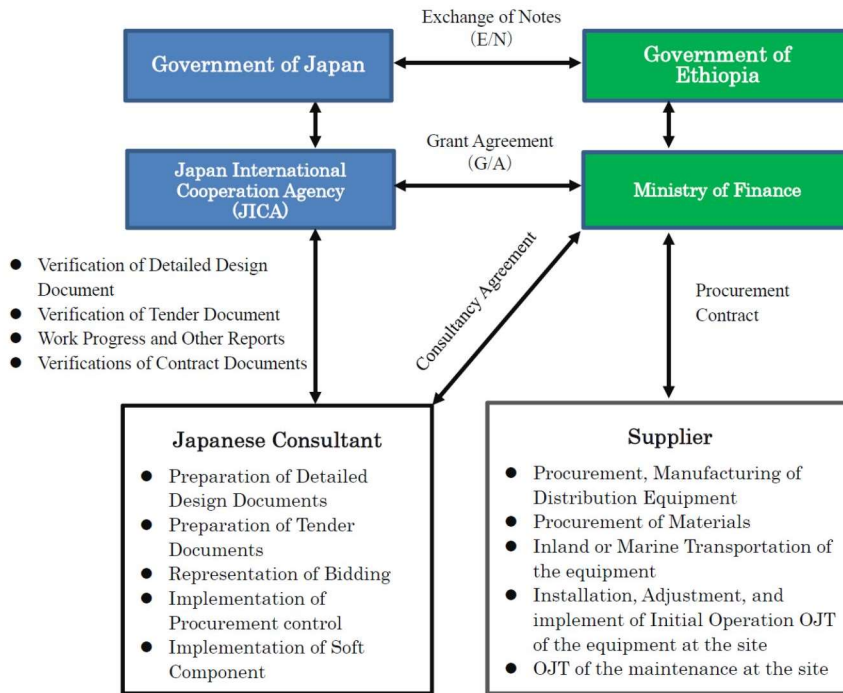 Exchange of Notes
(E/N)
Government of Japan
Government of
Ethiopia
Grant Agreement
(G/A)
Japan International
Cooperation Agency
(JICA)
Ministry of Finance
● Verification of Detailed Design
Document
● Verification of Tender Document
● Work Progress and Other Reports
● Verifications of Contract Documents
Consultancy Agreement
Procurement
Contract
Japanese Consultant
● Preparation of Detailed
Design Documents
● Preparation of Tender
Documents
● Representation of Bidding
● Implementation of
Procurement control
● Implementation of Soft
Component
Supplier
● Procurement, Manufacturing of
Distribution Equipment
● Procurement of Materials
● Inland or Marine Transportation of
the equipment
● Installation, Adjustment, and
implement of Initial Operation OJT
of the equipment at the site
● OJT of the maintenance at the site